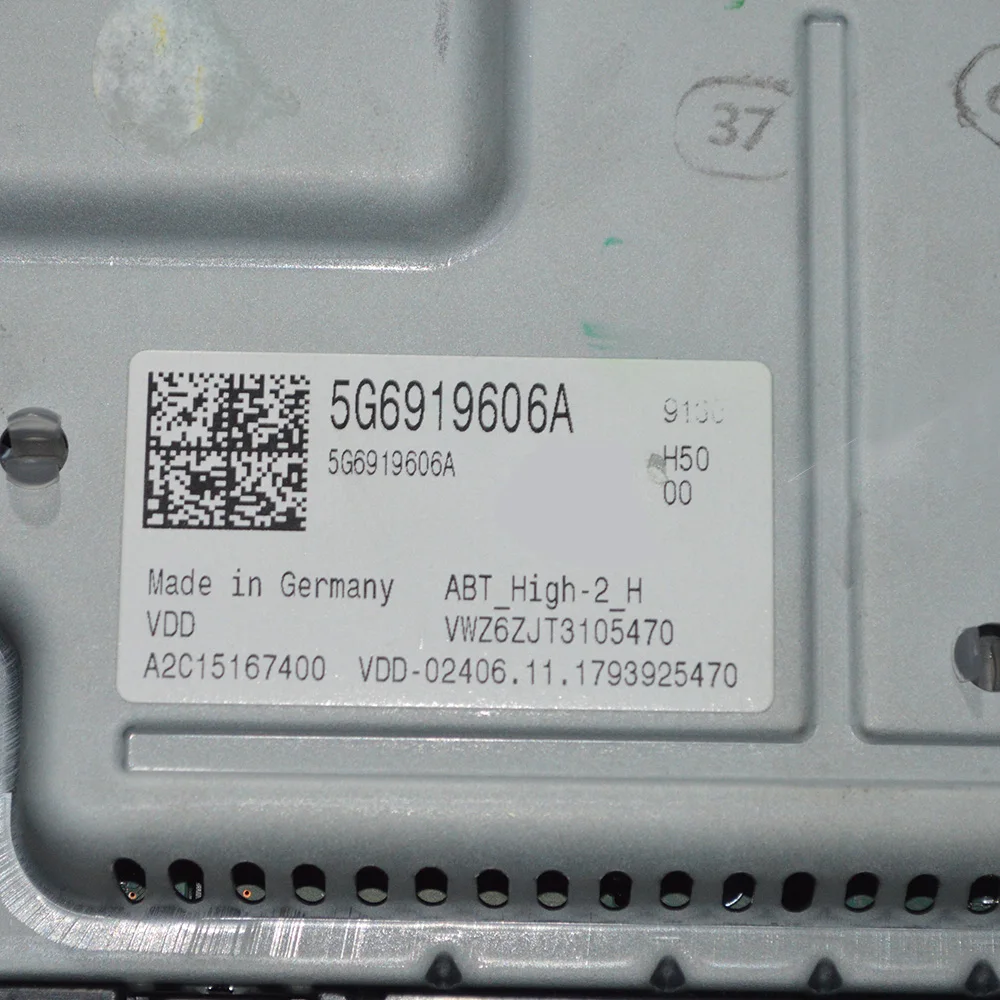 37
5G6919606A
5G6919606A
H50
00
Made in Germany ABT_High-2_H
VDD VWZ6ZJT3105470
A2C15167400 VDD-02406.11.1793925470